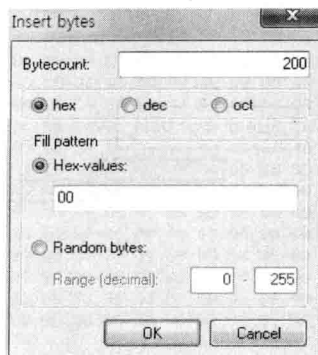 Insert bytes
Bytecount: 200
hex dec oct
Fill pattern
Hex-values:
00
Random bytes:
Range (decimal): 0 - 255
OK Cancel